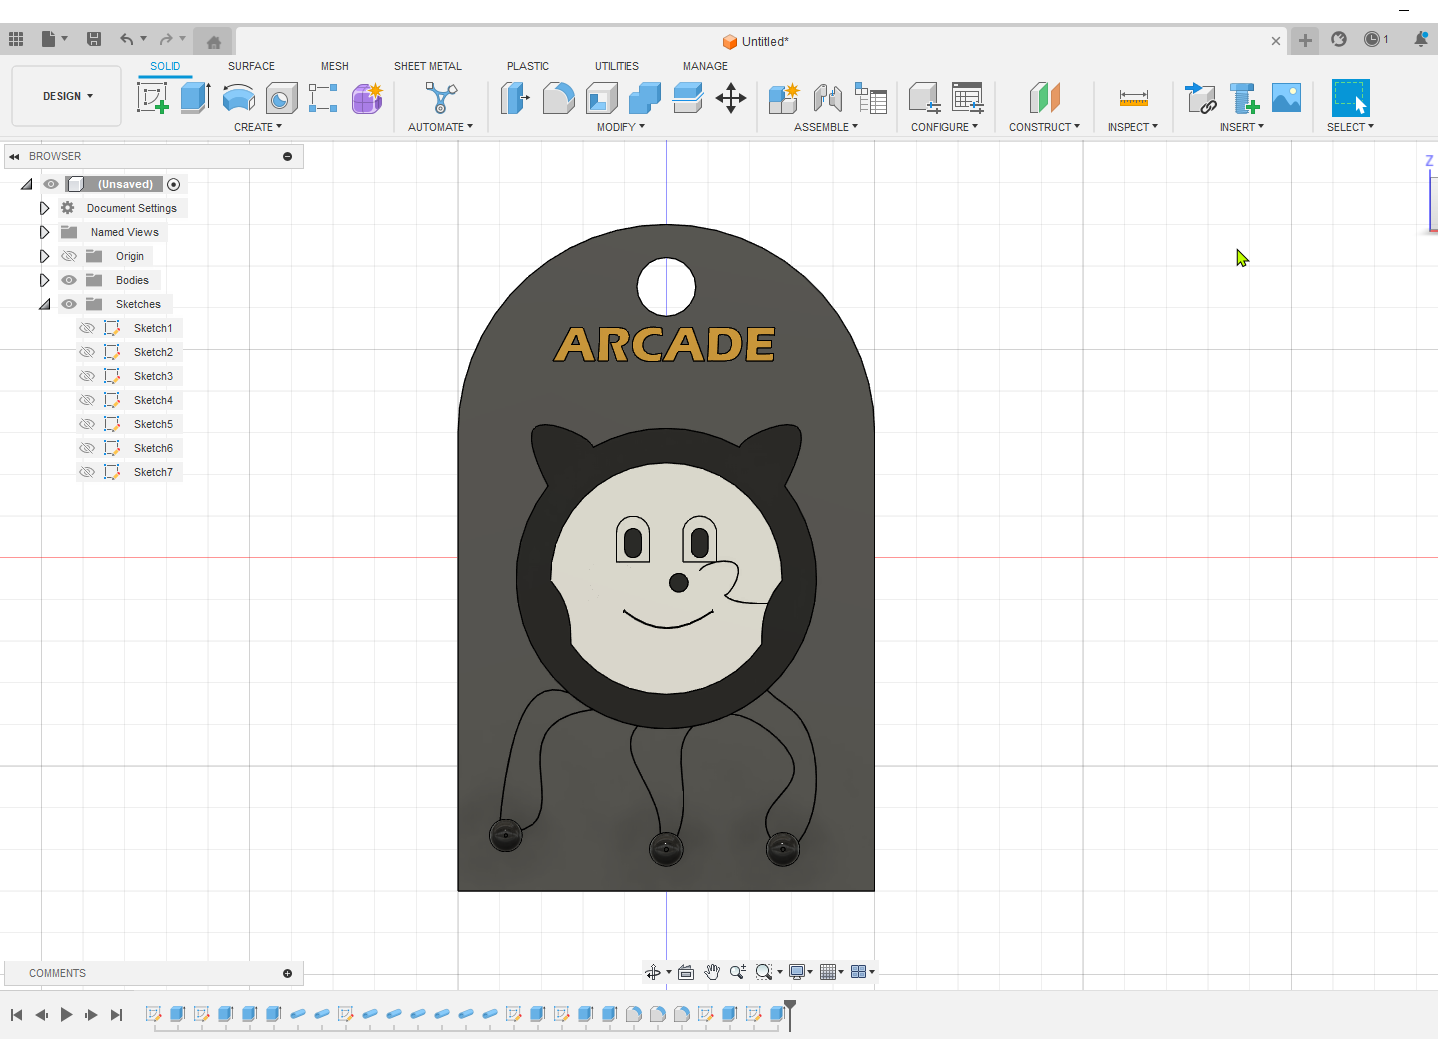 Untitled*
1
SOLID SURFACE MESH SHEET METAL PLASTIC UTILITIES MANAGE
DESIGN
CREATE AUTOMATE MODIFY ASSEMBLE CONFIGURE CONSTRUCT INSPECT INSERT SELECT
BROWSER
(Unsaved)
Document Settings
Named Views
Origin
Bodies
Sketches
Sketch1
Sketch2
Sketch3
Sketch4
Sketch5
Sketch6
Sketch7
Z
ARCADE
COMMENTS